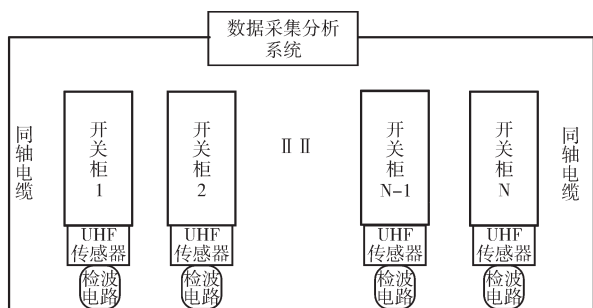 数据采集分析
系统
同轴电缆
开关柜1
开关柜2
ⅡⅡ
开关柜N-1
开关柜N
同轴电缆
UHF
传感器
UHF
传感器
UHF
传感器
UHF
传感器
检波
电路
检波
电路
检波
电路
检波
电路